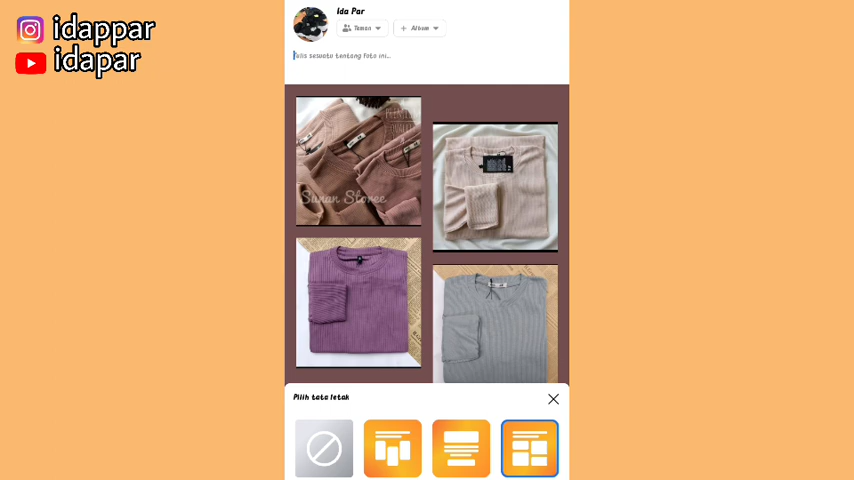 idappar
idapar
Ida Par
Teman
+ Album
Tulis sesuatu tentang foto ini...
Sunan Storee
Pilih tata letak